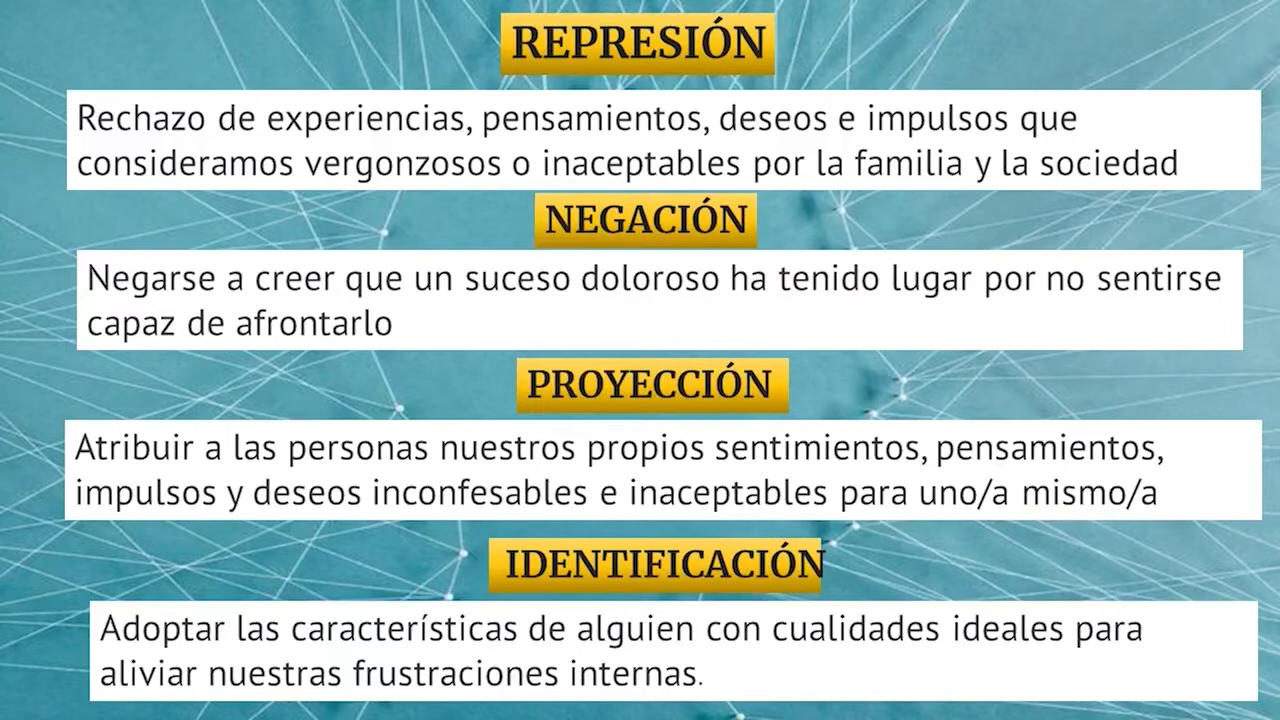 REPRESIÓN
Rechazo de experiencias, pensamientos, deseos e impulsos que
consideramos vergonzosos o inaceptables por la familia y la sociedad
NEGACIÓN
Negarse a creer que un suceso doloroso ha tenido lugar por no sentirse
capaz de afrontarlo
PROYECCIÓN
Atribuir a las personas nuestros propios sentimientos, pensamientos,
impulsos y deseos inconfesables e inaceptables para uno/a mismo/a
IDENTIFICACIÓN
Adoptar las características de alguien con cualidades ideales para
aliviar nuestras frustraciones internas.